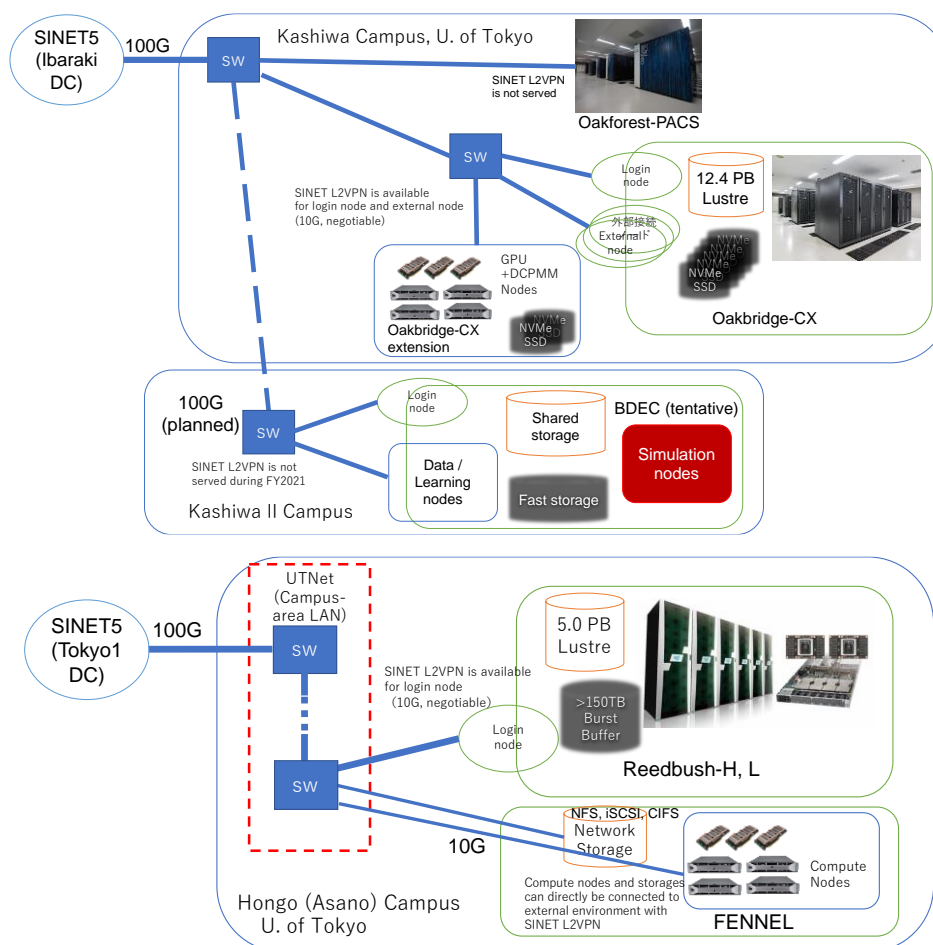 SINET5
(Ibaraki
DC)
100G
SW
Kashiwa Campus, U. of Tokyo
SINET L2VPN
is not served
Oakforest-PACS
SW
SINET L2VPN is available
for login node and external node
(10G, negotiable)
Login
node
外部接続
External
node
12.4 PB
Lustre
NVMe
SSD
Oakbridge-CX
GPU
+DCPMM
Nodes
Oakbridge-CX
extension
NVMe
NVMe
SSD
100G
(planned)
SW
SINET L2VPN is not
served during FY2021
Kashiwa II Campus
Login
node
Data /
Learning
nodes
Shared
storage
Fast storage
BDEC (tentative)
Simulation
nodes
SINET5
(Tokyo1
DC)
100G
UTNet
(Campus-
area LAN)
SW
SW
SINET L2VPN is available
for login node
(10G, negotiable)
Login
node
5.0 PB
Lustre
>150TB
Burst
Buffer
Reedbush-H, L
10G
NFS, iSCSI, CIFS
Network
Storage
Compute nodes and storages
can directly be connected to
external environment with
SINET L2VPN
Compute
Nodes
FENNEL
Hongo (Asano) Campus
U. of Tokyo